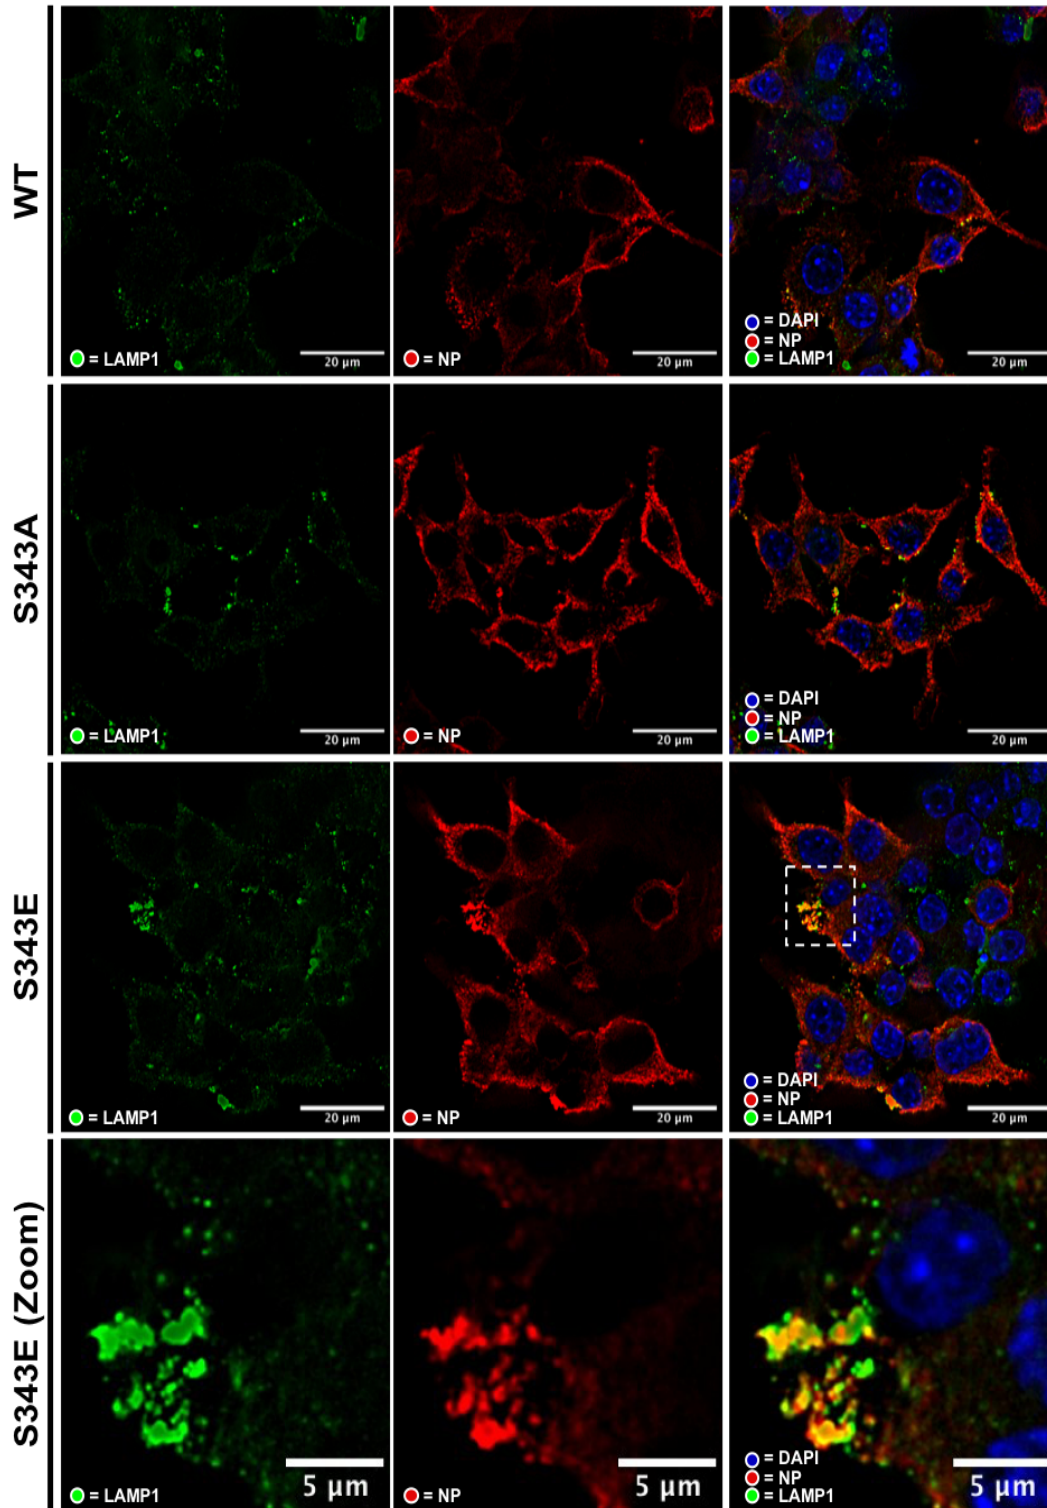 WT
= LAMP1
20 µm
= NP
20 µm
= DAPI
= NP
= LAMP1
20 µm
S343A
= LAMP1
20 µm
= NP
20 µm
= DAPI
= NP
= LAMP1
20 µm
S343E
= LAMP1
20 µm
= NP
20 µm
= DAPI
= NP
= LAMP1
20 µm
S343E (Zoom)
= LAMP1
5 µm
= NP
5 µm
= DAPI
= NP
= LAMP1
5 µm